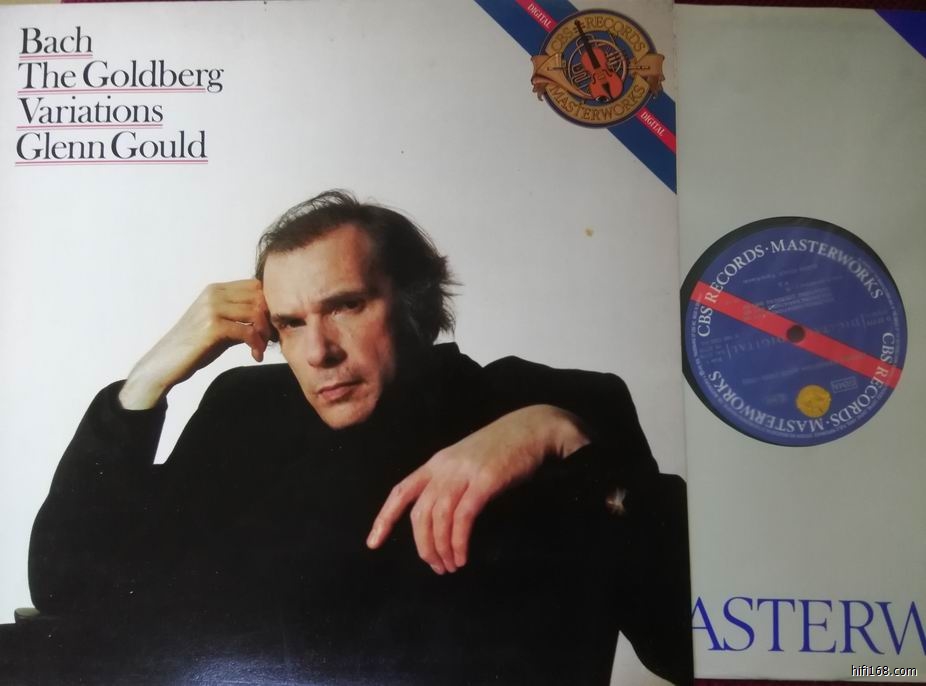 Bach
The Goldberg
Variations
Glenn Gould
DIGITAL
CBS RECORDS
MASTERWORKS
DIGITAL
CBS RECORDS · MASTERWORKS
CBS RECORDS · MASTERWORKS
DIGITAL
ASTERW
hifi168.com